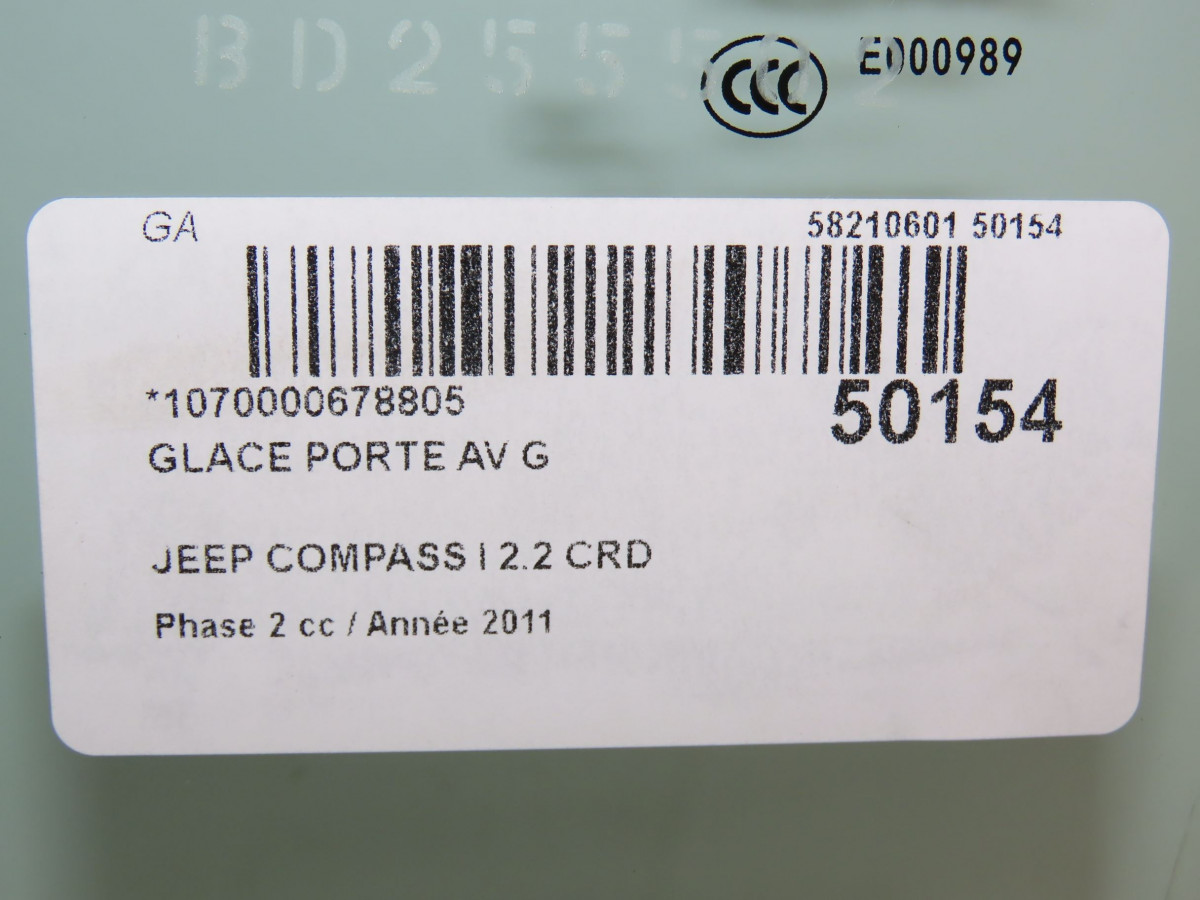 BD255502
CCC E000989
GA 58210601 50154
*1070000678805 50154
GLACE PORTE AV G
JEEP COMPASS I 2.2 CRD
Phase 2 cc / Année 2011